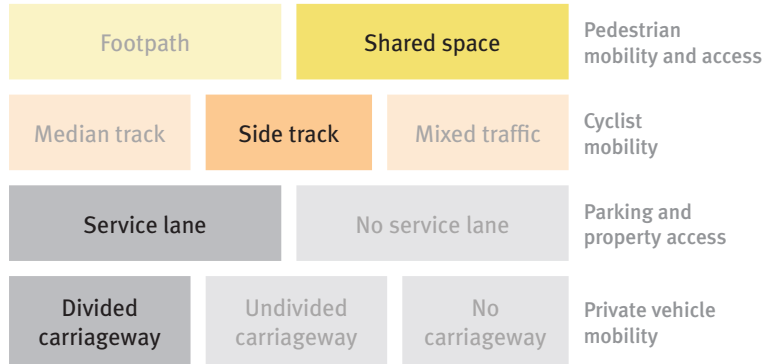 Footpath
Shared space
Pedestrian
mobility and access
Median track
Side track
Mixed traffic
Cyclist
mobility
Service lane
No service lane
Parking and
property access
Divided
carriageway
Undivided
carriageway
No
carriageway
Private vehicle
mobility